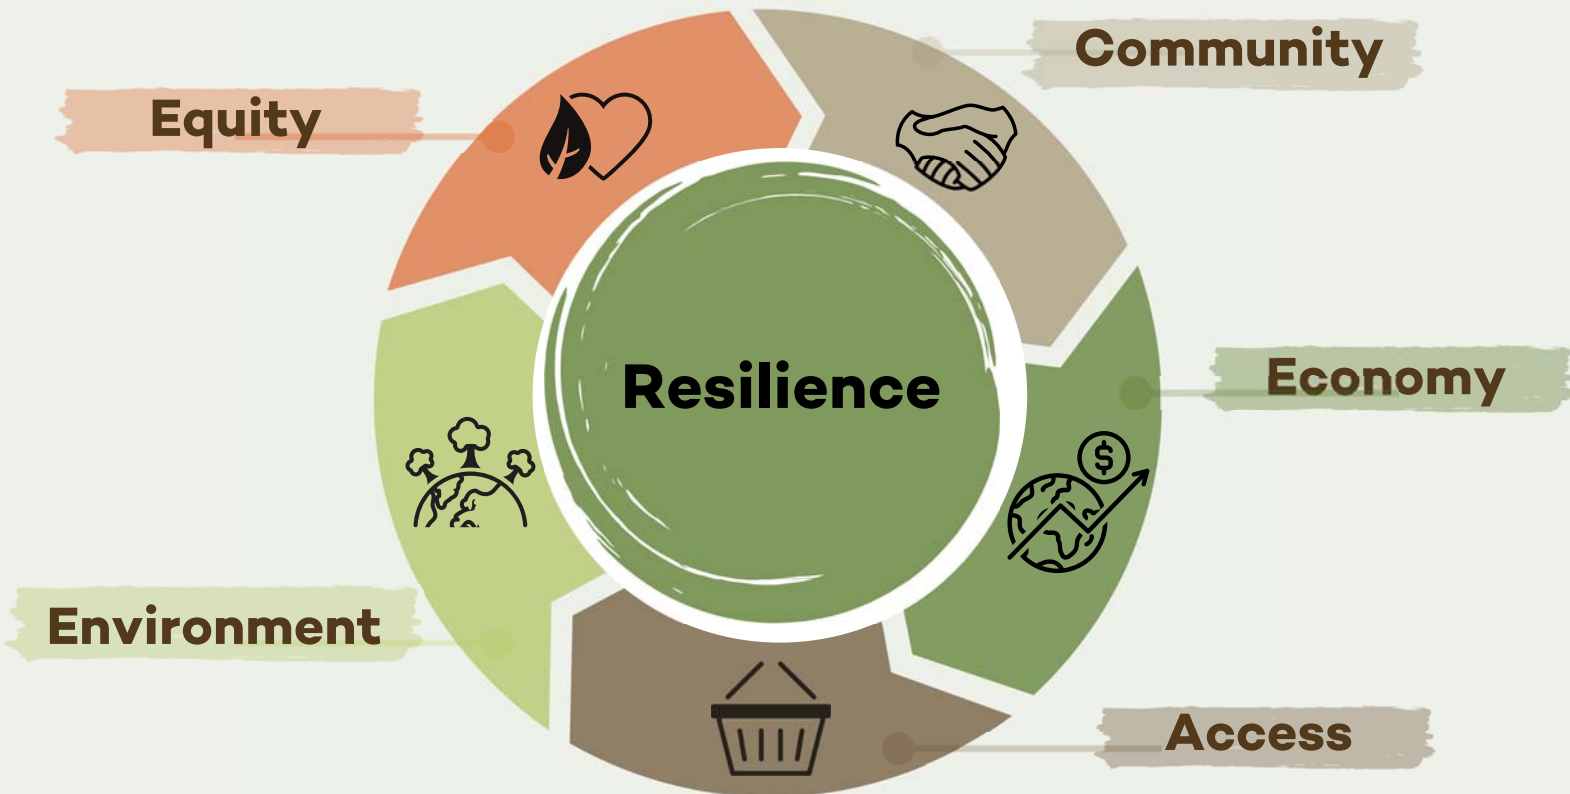 Community
Equity
Resilience
Economy
Environment
Access
$